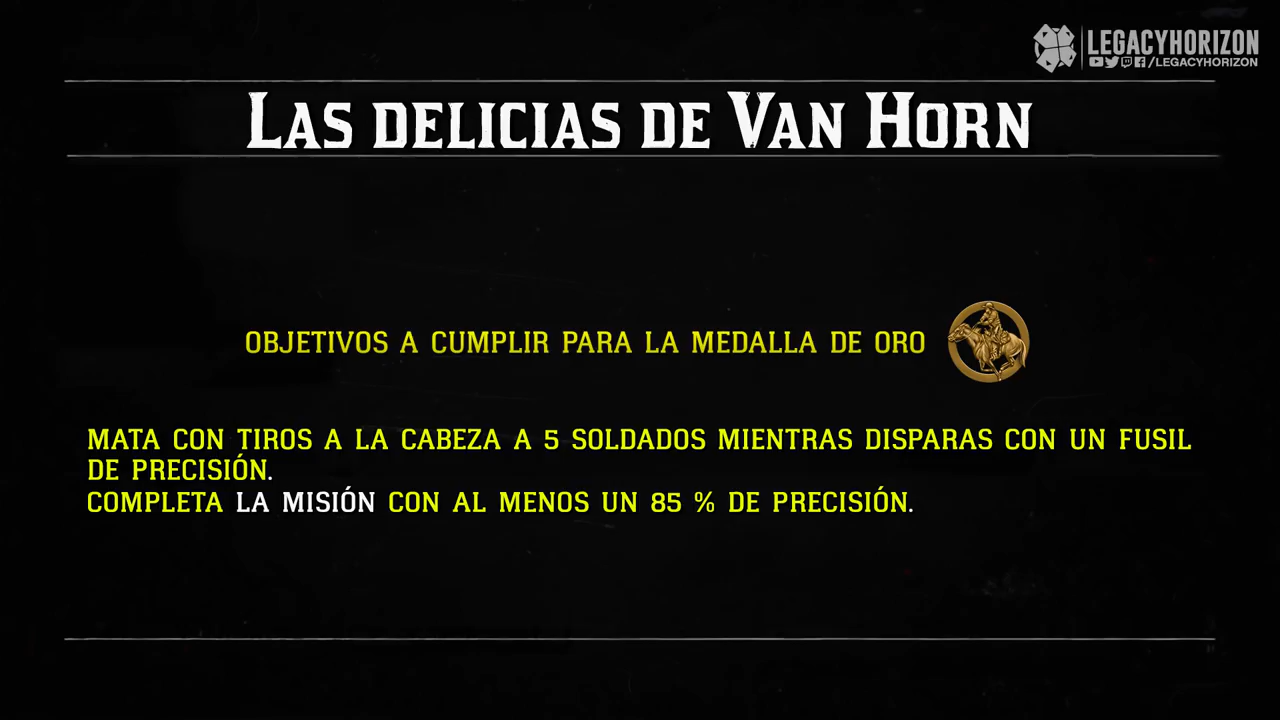 LEGACYHORIZON
/LEGACYHORIZON
LAS DELICIAS DE VAN HORN
OBJETIVOS A CUMPLIR PARA LA MEDALLA DE ORO
MATA CON TIROS A LA CABEZA A 5 SOLDADOS MIENTRAS DISPARAS CON UN FUSIL
DE PRECISIÓN.
COMPLETA LA MISIÓN CON AL MENOS UN 85 % DE PRECISIÓN.